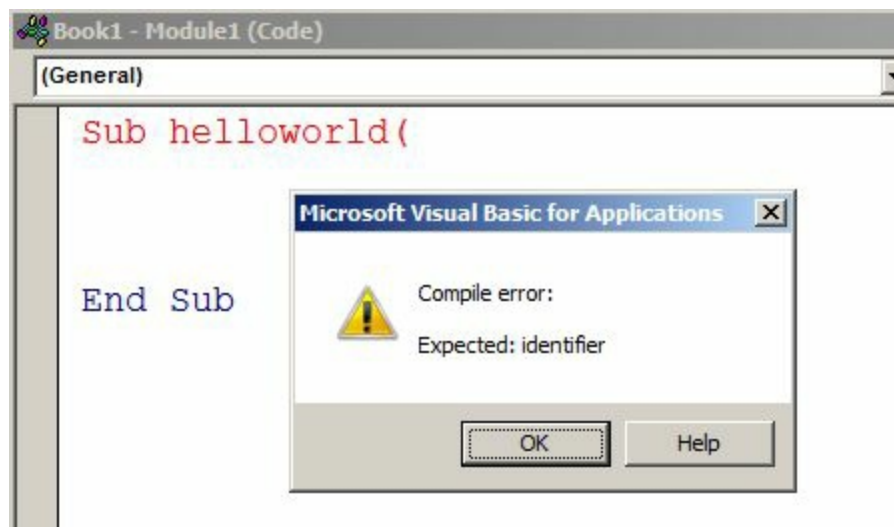 Book1 - Module1 (Code)
(General)
Sub helloworld(
Microsoft Visual Basic for Applications
Compile error:
Expected: identifier
End Sub
OK Help